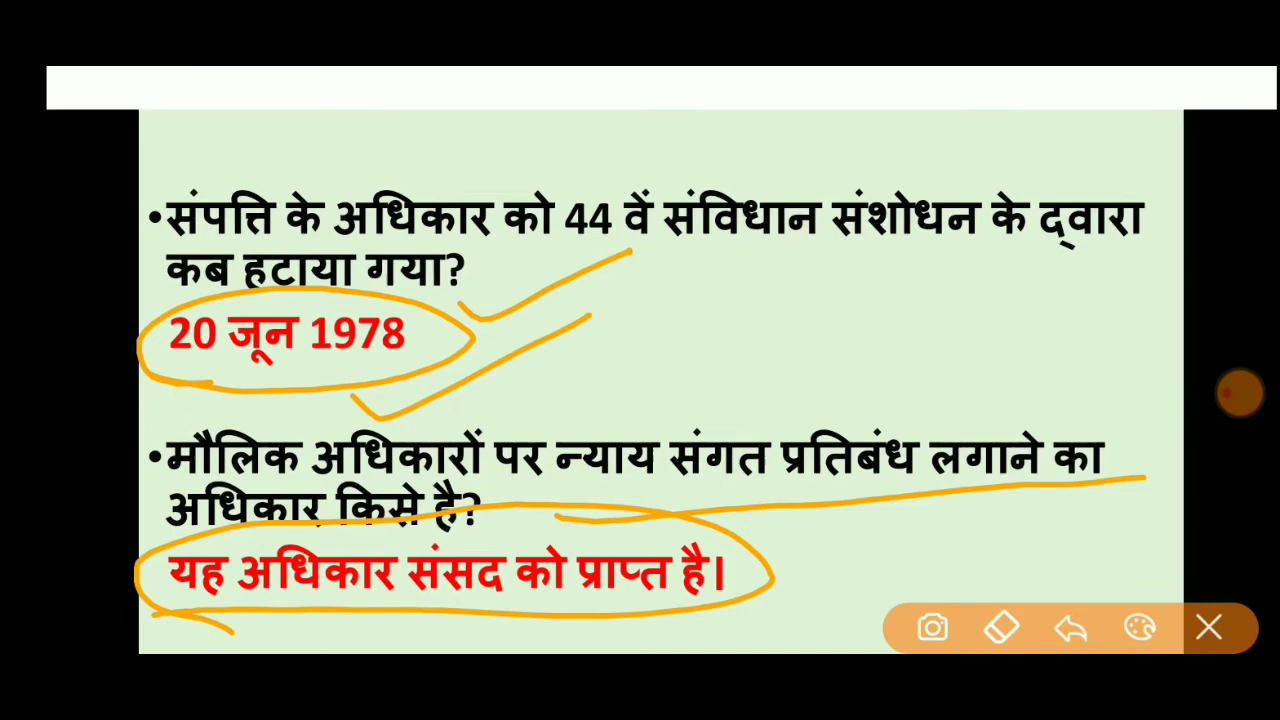 •संपत्ति के अधिकार को 44 वें संविधान संशोधन के द्वारा
कब हटाया गया?
20 जून 1978
•मौलिक अधिकारों पर न्याय संगत प्रतिबंध लगाने का
अधिकार किसे है?
यह अधिकार संसद को प्राप्त है।